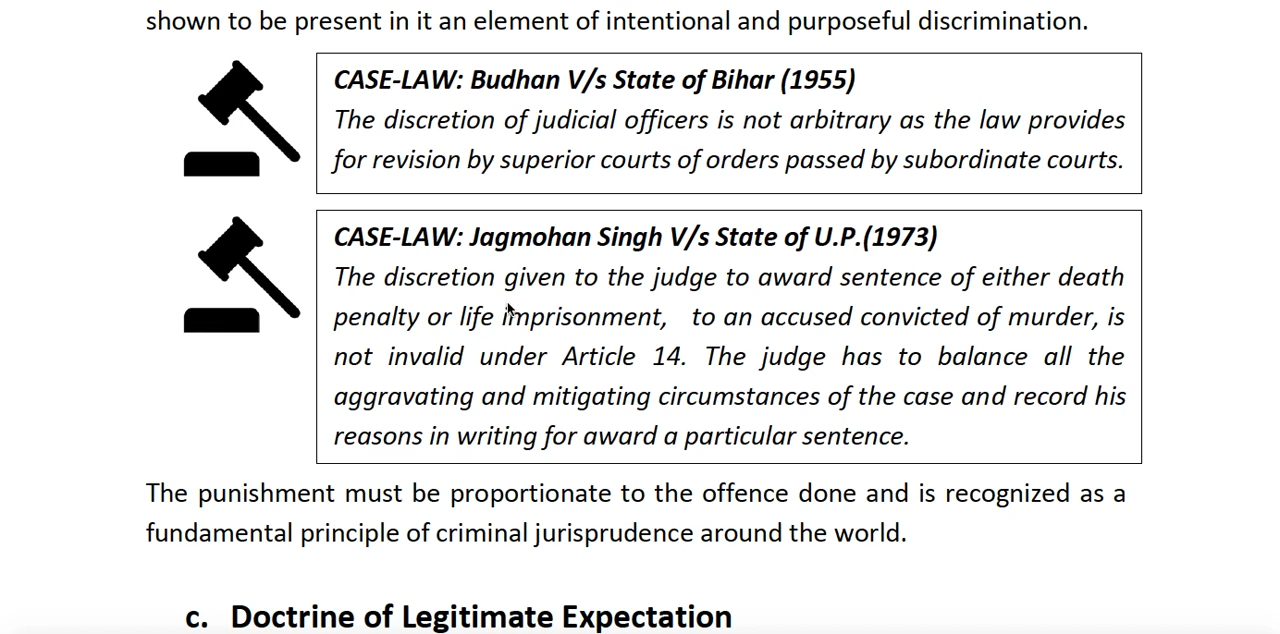 shown to be present in it an element of intentional and purposeful discrimination.
CASE-LAW: Budhan V/s State of Bihar (1955)
The discretion of judicial officers is not arbitrary as the law provides
for revision by superior courts of orders passed by subordinate courts.
CASE-LAW: Jagmohan Singh V/s State of U.P.(1973)
The discretion given to the judge to award sentence of either death
penalty or life imprisonment, to an accused convicted of murder, is
not invalid under Article 14. The judge has to balance all the
aggravating and mitigating circumstances of the case and record his
reasons in writing for award a particular sentence.
The punishment must be proportionate to the offence done and is recognized as a
fundamental principle of criminal jurisprudence around the world.
c. Doctrine of Legitimate Expectation